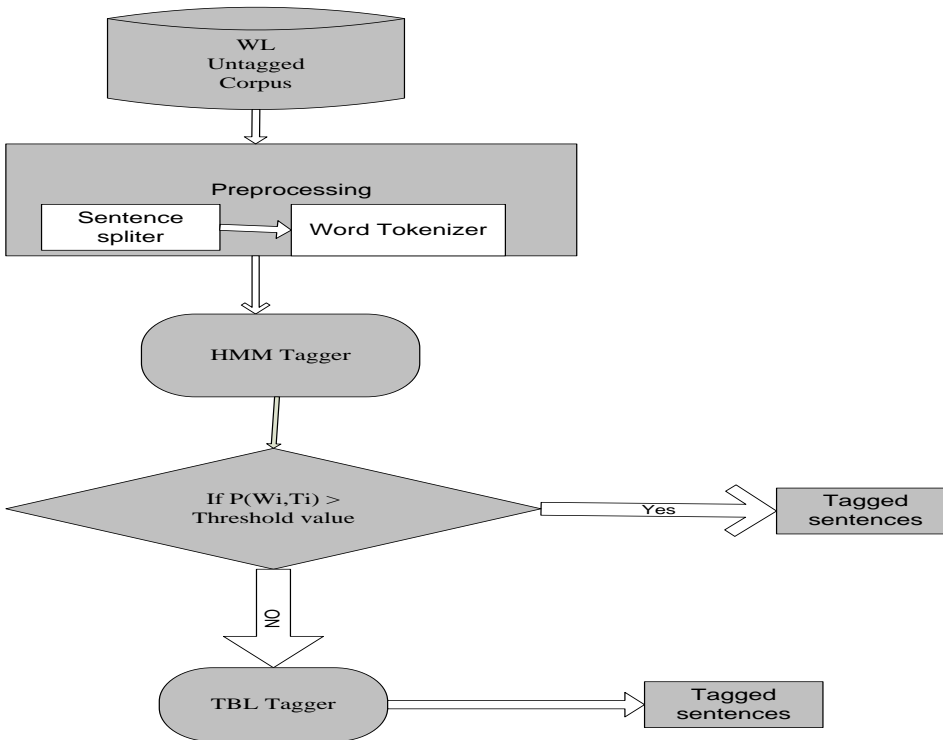 WL
Untagged
Corpus
Preprocessing
Sentence
spliter
Word Tokenizer
HMM Tagger
If P(Wi,Ti) >
Threshold value
Yes
Tagged
sentences
NO
TBL Tagger
Tagged
sentences